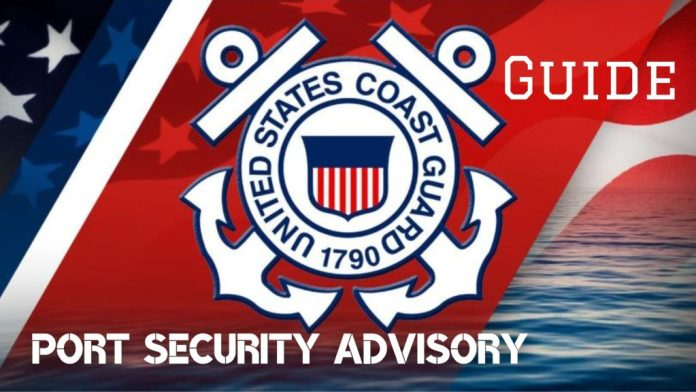 Guide
UNITED STATES COAST GUARD
1790
PORT SECURITY ADVISORY